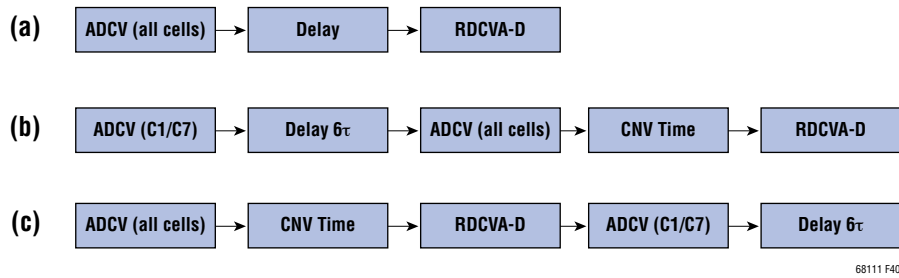 (a) ADCV (all cells) Delay RDCVA-D
(b) ADCV (C1/C7) Delay 6τ ADCV (all cells) CNV Time RDCVA-D
(c) ADCV (all cells) CNV Time RDCVA-D ADCV (C1/C7) Delay 6τ
68111 F40